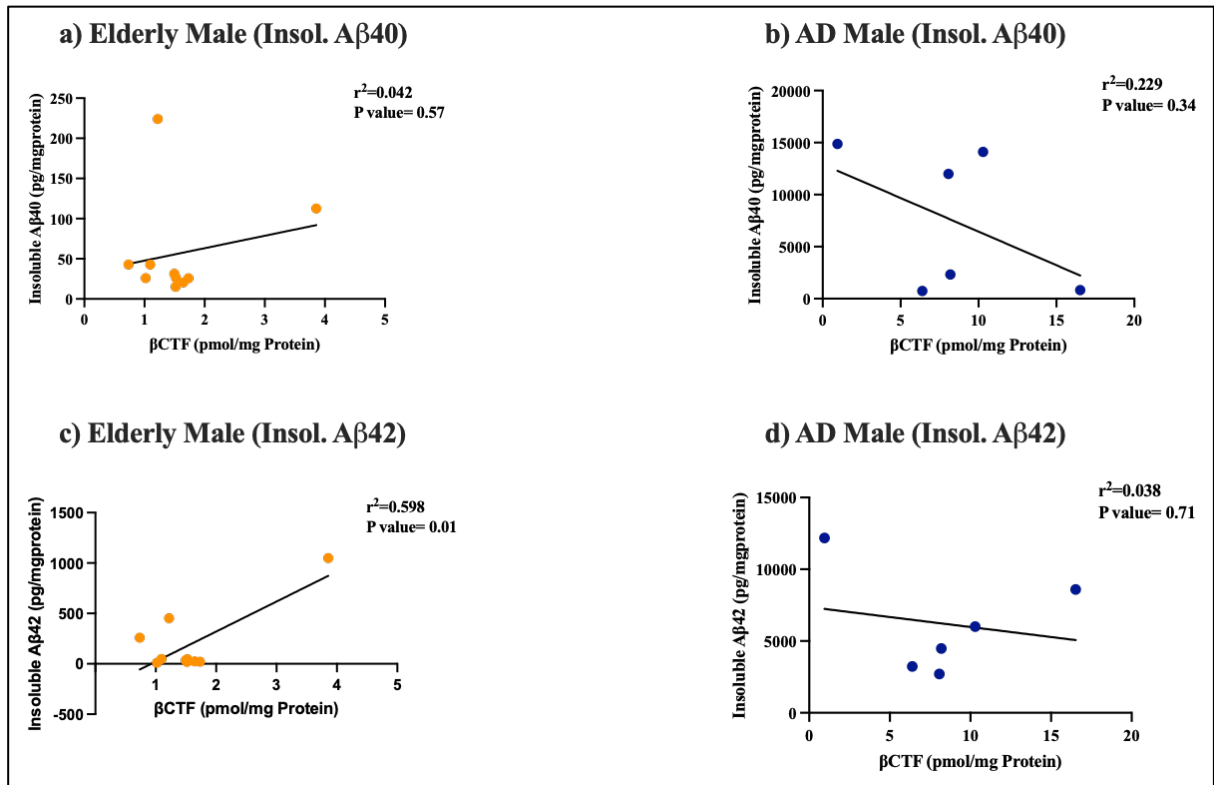 a) Elderly Male (Insol. Aβ40)
r²=0.042
P value= 0.57
Insoluble Aβ40 (pg/mgprotein)
250
200
150
100
50
0
0 1 2 3 4 5
βCTF (pmol/mg Protein)
b) AD Male (Insol. Aβ40)
r²=0.229
P value= 0.34
Insoluble Aβ40 (pg/mgprotein)
20000
15000
10000
5000
0
0 5 10 15 20
βCTF (pmol/mg Protein)
c) Elderly Male (Insol. Aβ42)
r²=0.598
P value= 0.01
Insoluble Aβ42 (pg/mgprotein)
1500
1000
500
0
-500
1 2 3 4 5
βCTF (pmol/mg Protein)
d) AD Male (Insol. Aβ42)
r²=0.038
P value= 0.71
Insoluble Aβ42 (pg/mgprotein)
15000
10000
5000
0
0 5 10 15 20
βCTF (pmol/mg Protein)